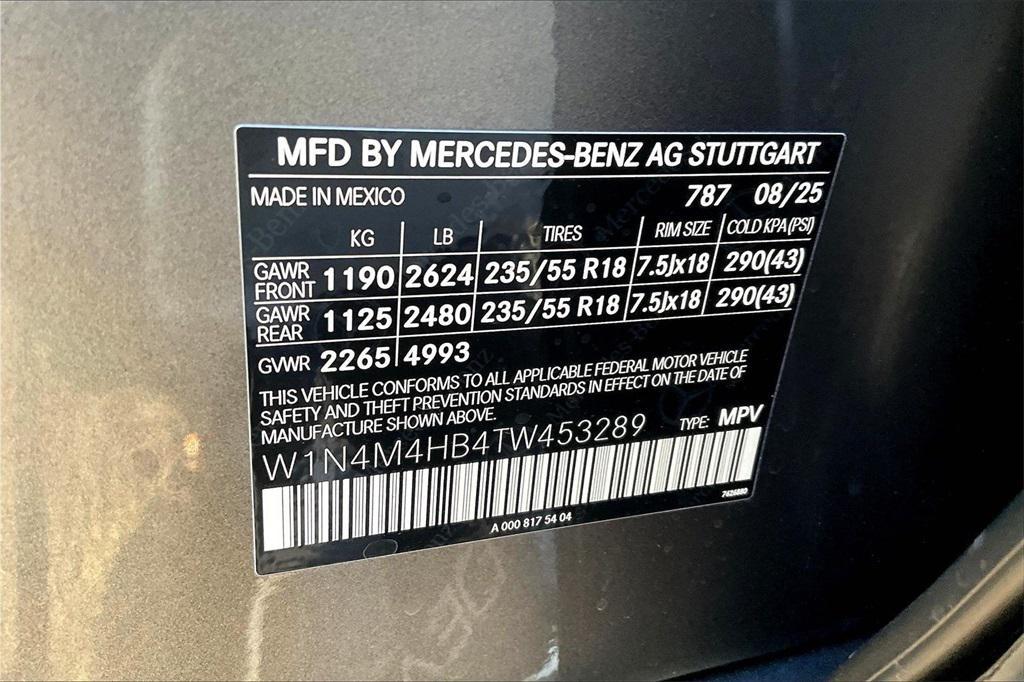 MFD BY MERCEDES-BENZ AG STUTTGART
MADE IN MEXICO 787 08/25
KG LB TIRES RIM SIZE COLD KPA(PSI)
GAWR FRONT 1190 2624 235/55 R18 7.5Jx18 290(43)
GAWR REAR 1125 2480 235/55 R18 7.5Jx18 290(43)
GVWR 2265 4993
THIS VEHICLE CONFORMS TO ALL APPLICABLE FEDERAL MOTOR VEHICLE
SAFETY AND THEFT PREVENTION STANDARDS IN EFFECT ON THE DATE OF
MANUFACTURE SHOWN ABOVE.
W1N4M4HB4TW453289 TYPE: MPV
A 000 817 54 04